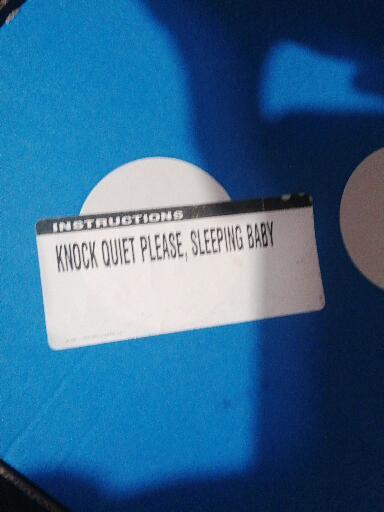 INSTRUCTIONS
KNOCK QUIET PLEASE, SLEEPING BABY